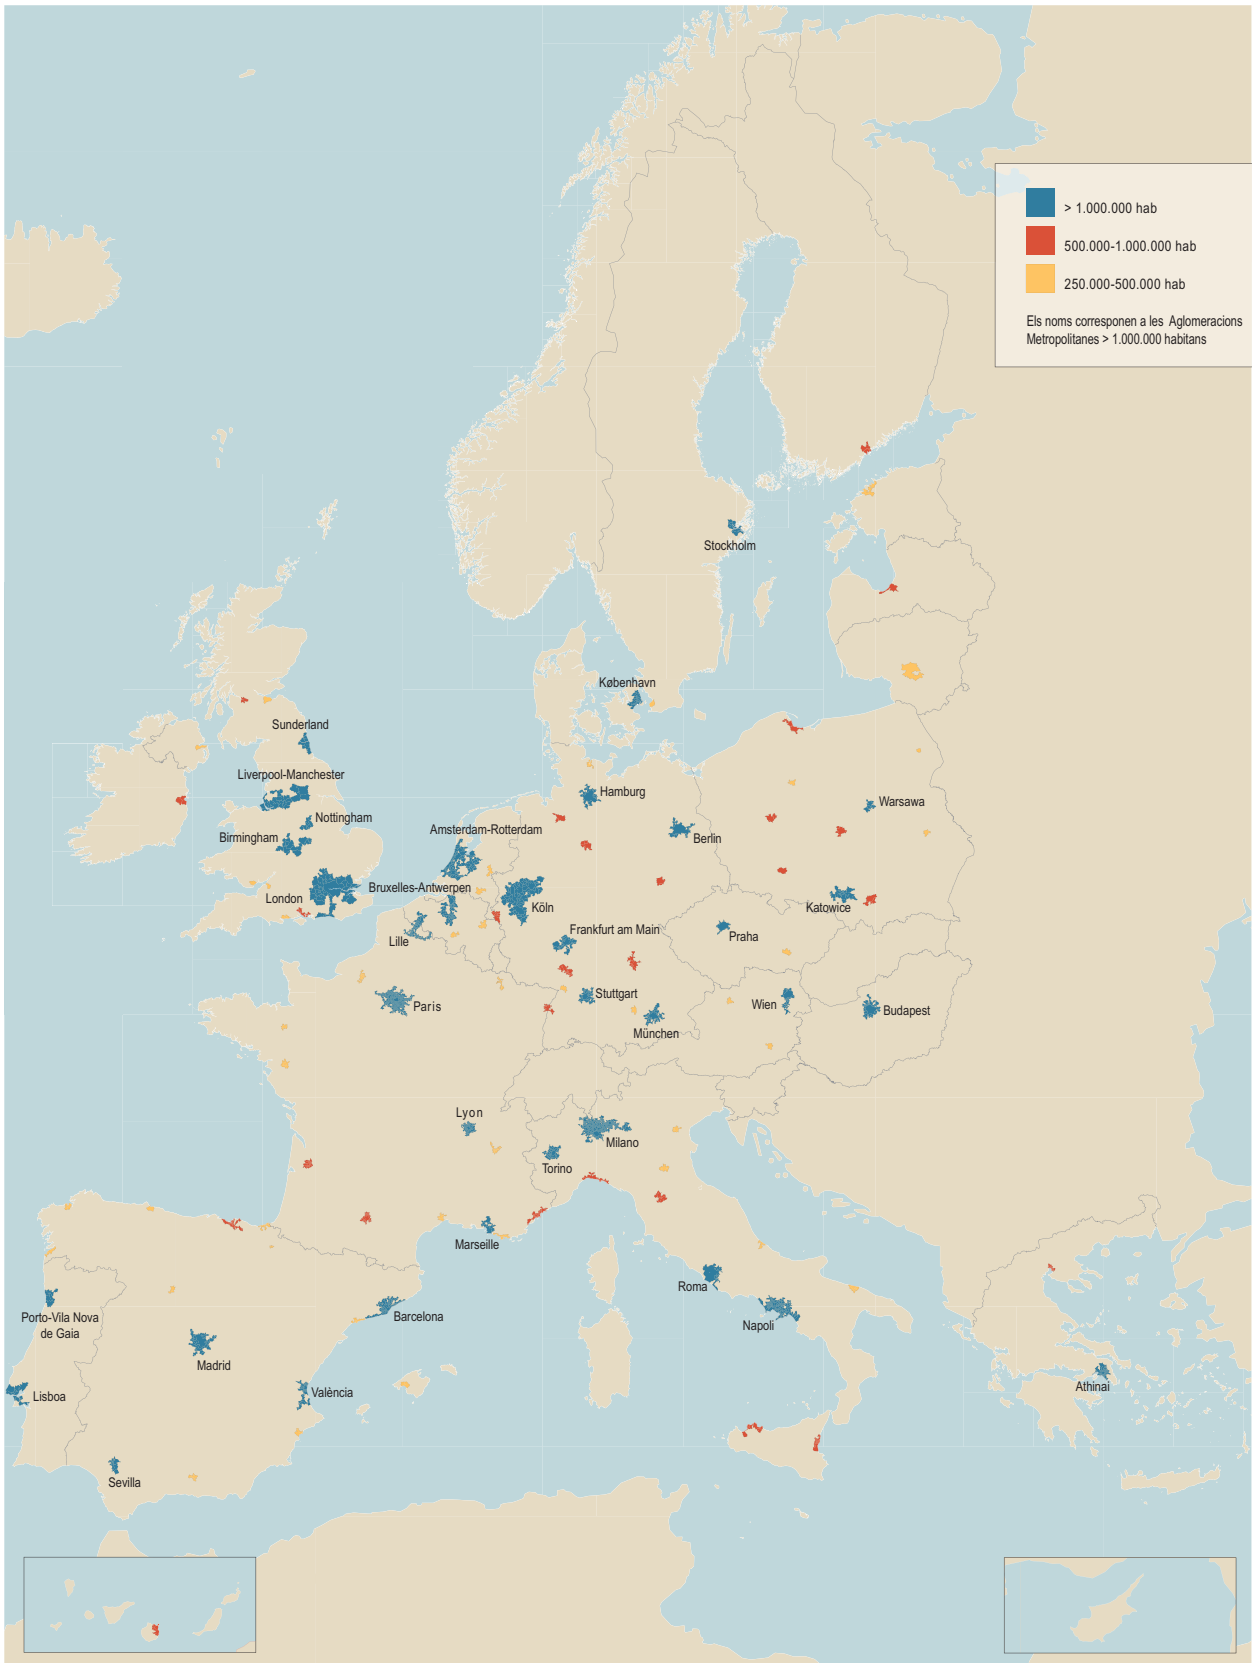 > 1.000.000 hab
500.000-1.000.000 hab
250.000-500.000 hab
Els noms corresponen a les Aglomeracions
Metropolitanes > 1.000.000 habitans
Stockholm
København
Sunderland
Liverpool-Manchester
Hamburg
Warsawa
Nottingham
Amsterdam-Rotterdam
Birmingham
Berlin
Bruxelles-Antwerpen
London
Köln
Katowice
Frankfurt am Main
Praha
Lille
Stuttgart
Wien
París
Budapest
München
Lyon
Milano
Torino
Marseille
Roma
Porto-Vila Nova
de Gaia
Barcelona
Napoli
Madrid
Athinai
València
Lisboa
Sevilla